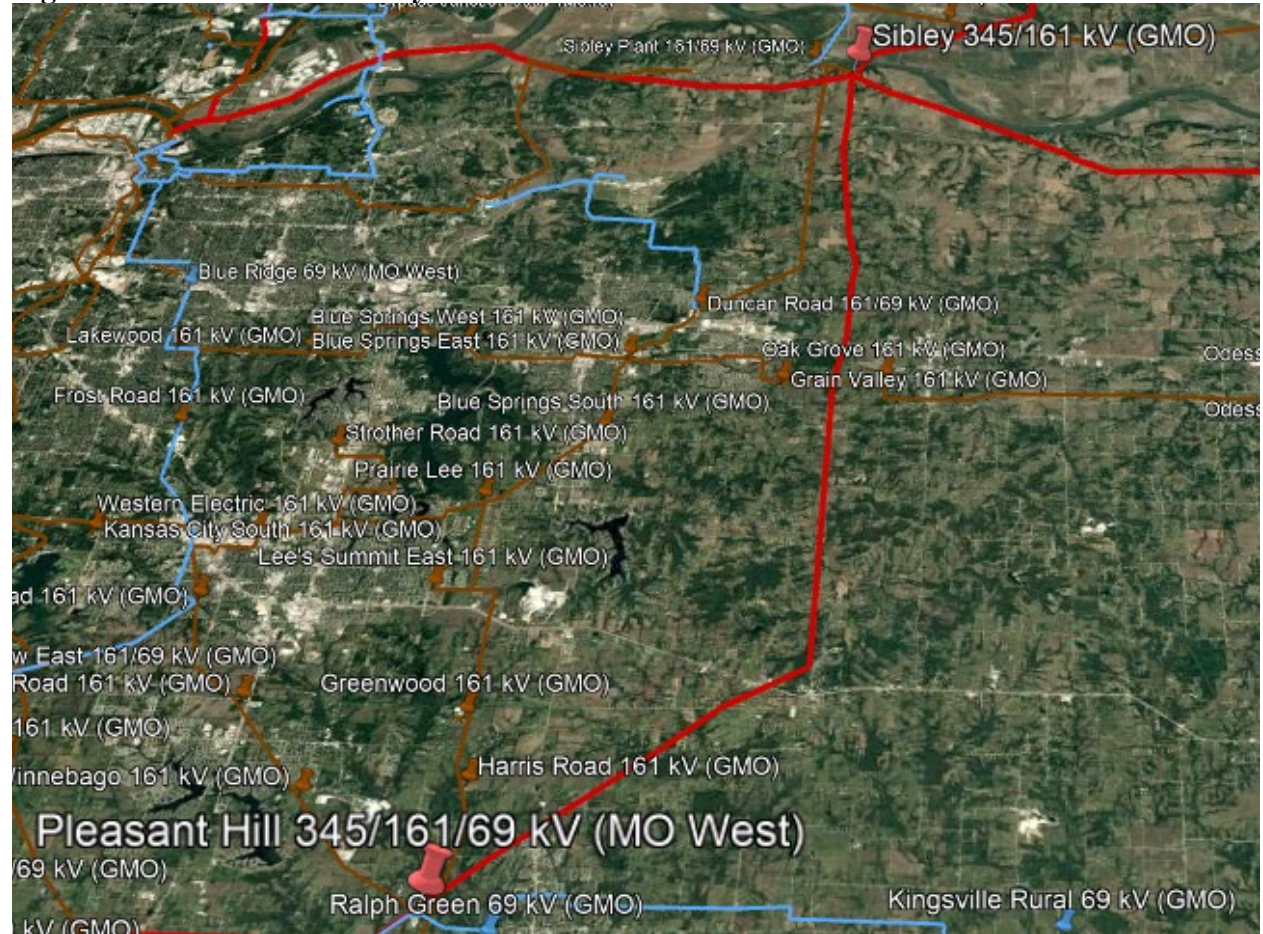 Sibley Plant 161/69 kV (GMO)
Sibley 345/161 kV (GMO)
Blue Ridge 69 kV (MO West)
Duncan Road 161/69 kV (GMO)
Blue Springs West 161 kV (GMO)
Lakewood 161 kV (GMO)
Blue Springs East 161 kV (GMO)
Oak Grove 161 kV (GMO)
Odess
Grain Valley 161 kV (GMO)
Frost Road 161 kV (GMO)
Blue Springs South 161 kV (GMO)
Odess
Strother Road 161 kV (GMO)
Prairie Lee 161 kV (GMO)
Western Electric 161 kV (GMO)
Kansas City South 161 kV (GMO)
Lee's Summit East 161 kV (GMO)
ad 161 kV (GMO)
w East 161/69 kV (GMO)
Road 161 kV (GMO)
Greenwood 161 kV (GMO)
161 kV (GMO)
Harris Road 161 kV (GMO)
innebago 161 kV (GMO)
Pleasant Hill 345/161/69 kV (MO West)
/69 kV (GMO)
Ralph Green 69 kV (GMO)
Kingsville Rural 69 kV (GMO)
kV (GMO)